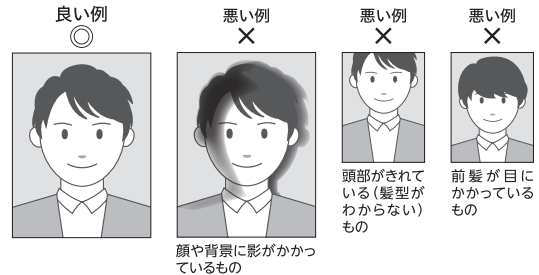 良い例
◎
悪い例
×
顔や背景に影がかかっ
ているもの
悪い例
×
頭部がきれて
いる(髪型が
わからない)
もの
悪い例
×
前髪が目に
かかっている
もの